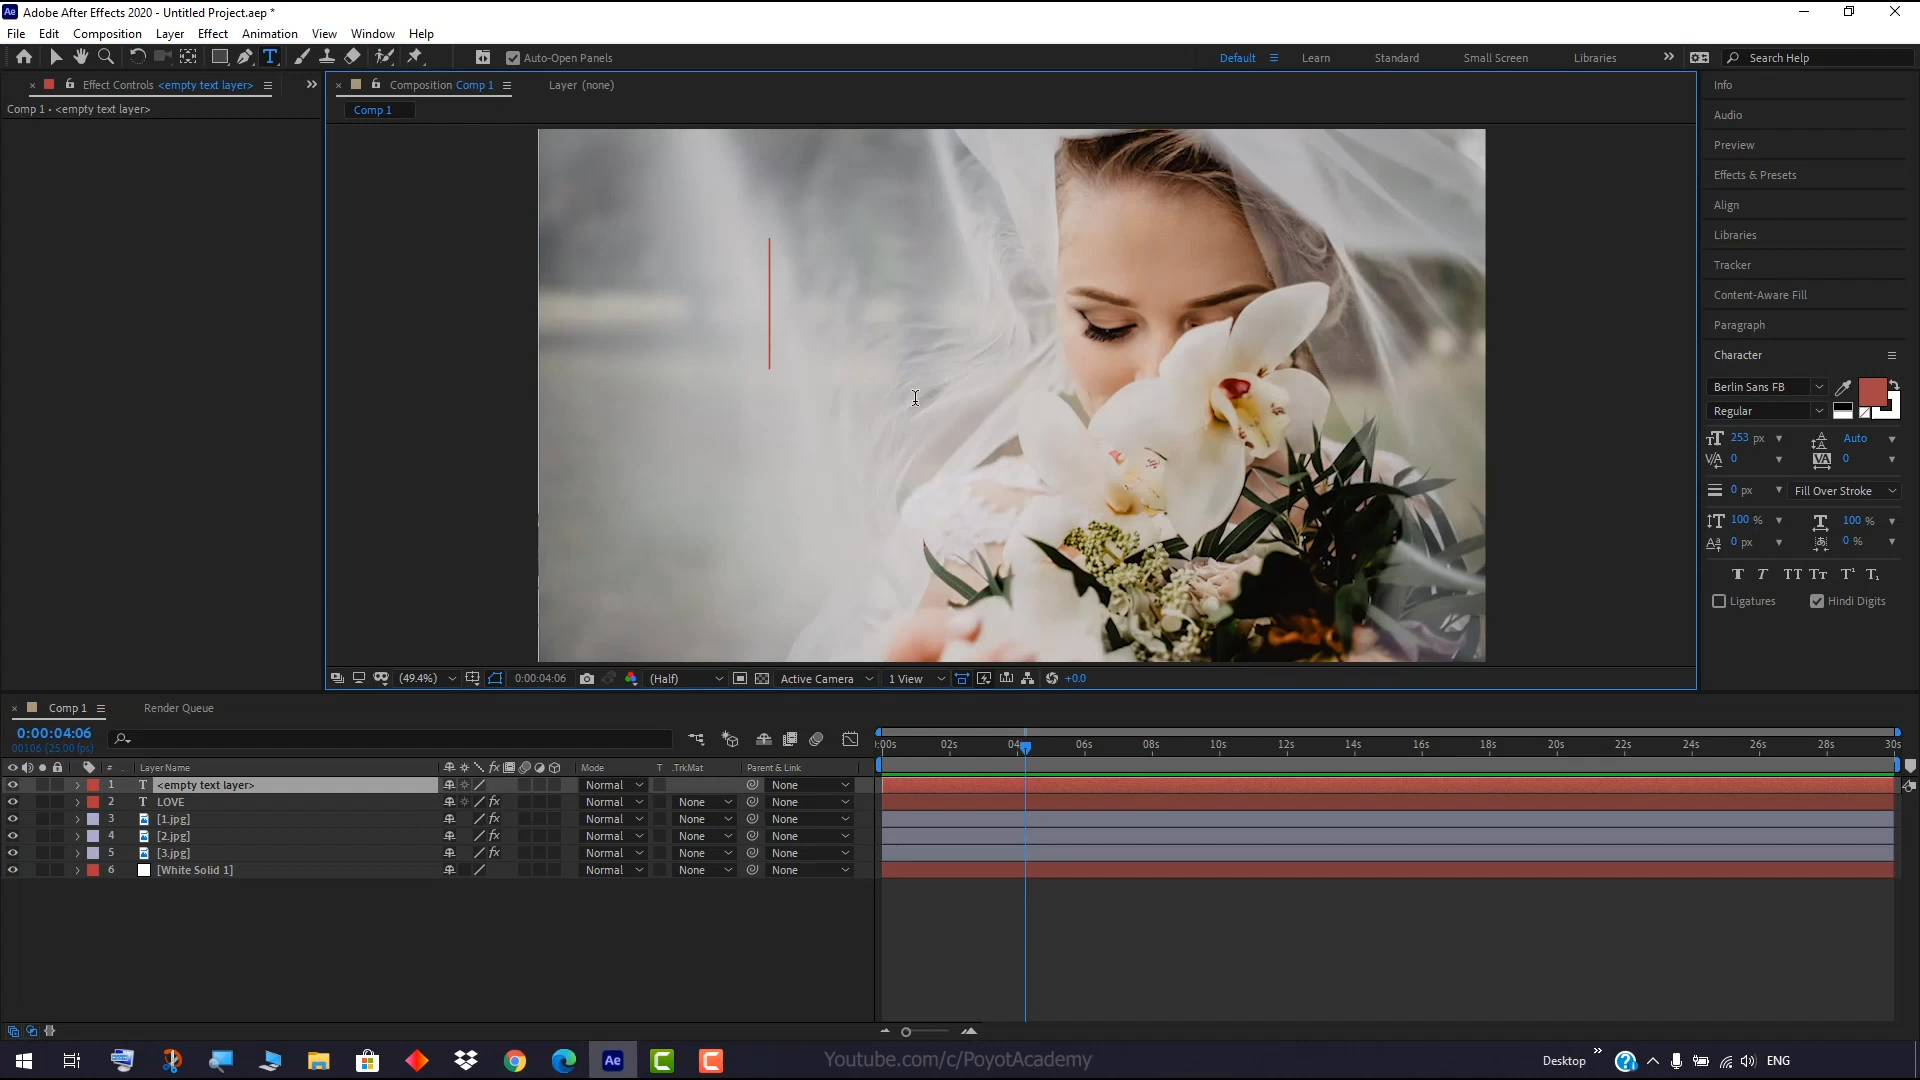 Adobe After Effects 2020 - Untitled Project.aep *
File Edit Composition Layer Effect Animation View Window Help
Auto-Open Panels
Default Learn Standard Small Screen Libraries
Search Help
Effect Controls <empty text layer>
Composition Comp 1
Layer (none)
Comp 1 • <empty text layer>
Comp 1
Info
Audio
Preview
Effects & Presets
Align
Libraries
Tracker
Content-Aware Fill
Paragraph
Character
Berlin Sans FB
Regular
253 px Auto
0 0
0 px Fill Over Stroke
100 % 100 %
0 px 0 %
Ligatures Hindi Digits
(49.4%) 0:00:04:06 (Half) Active Camera 1 View +0.0
Comp 1 Render Queue
0:00:04:06
00106 (25.00 fps)
:00s 02s 04s 06s 08s 10s 12s 14s 16s 18s 20s 22s 24s 26s 28s 30s
# Layer Name Mode T .TrkMat Parent & Link
1 T <empty text layer> Normal None
2 T LOVE Normal None None
3 [1.jpg] Normal None None
4 [2.jpg] Normal None None
5 [3.jpg] Normal None None
6 [White Solid 1] Normal None None
Youtube.com/c/PoyotAcademy
Desktop ENG